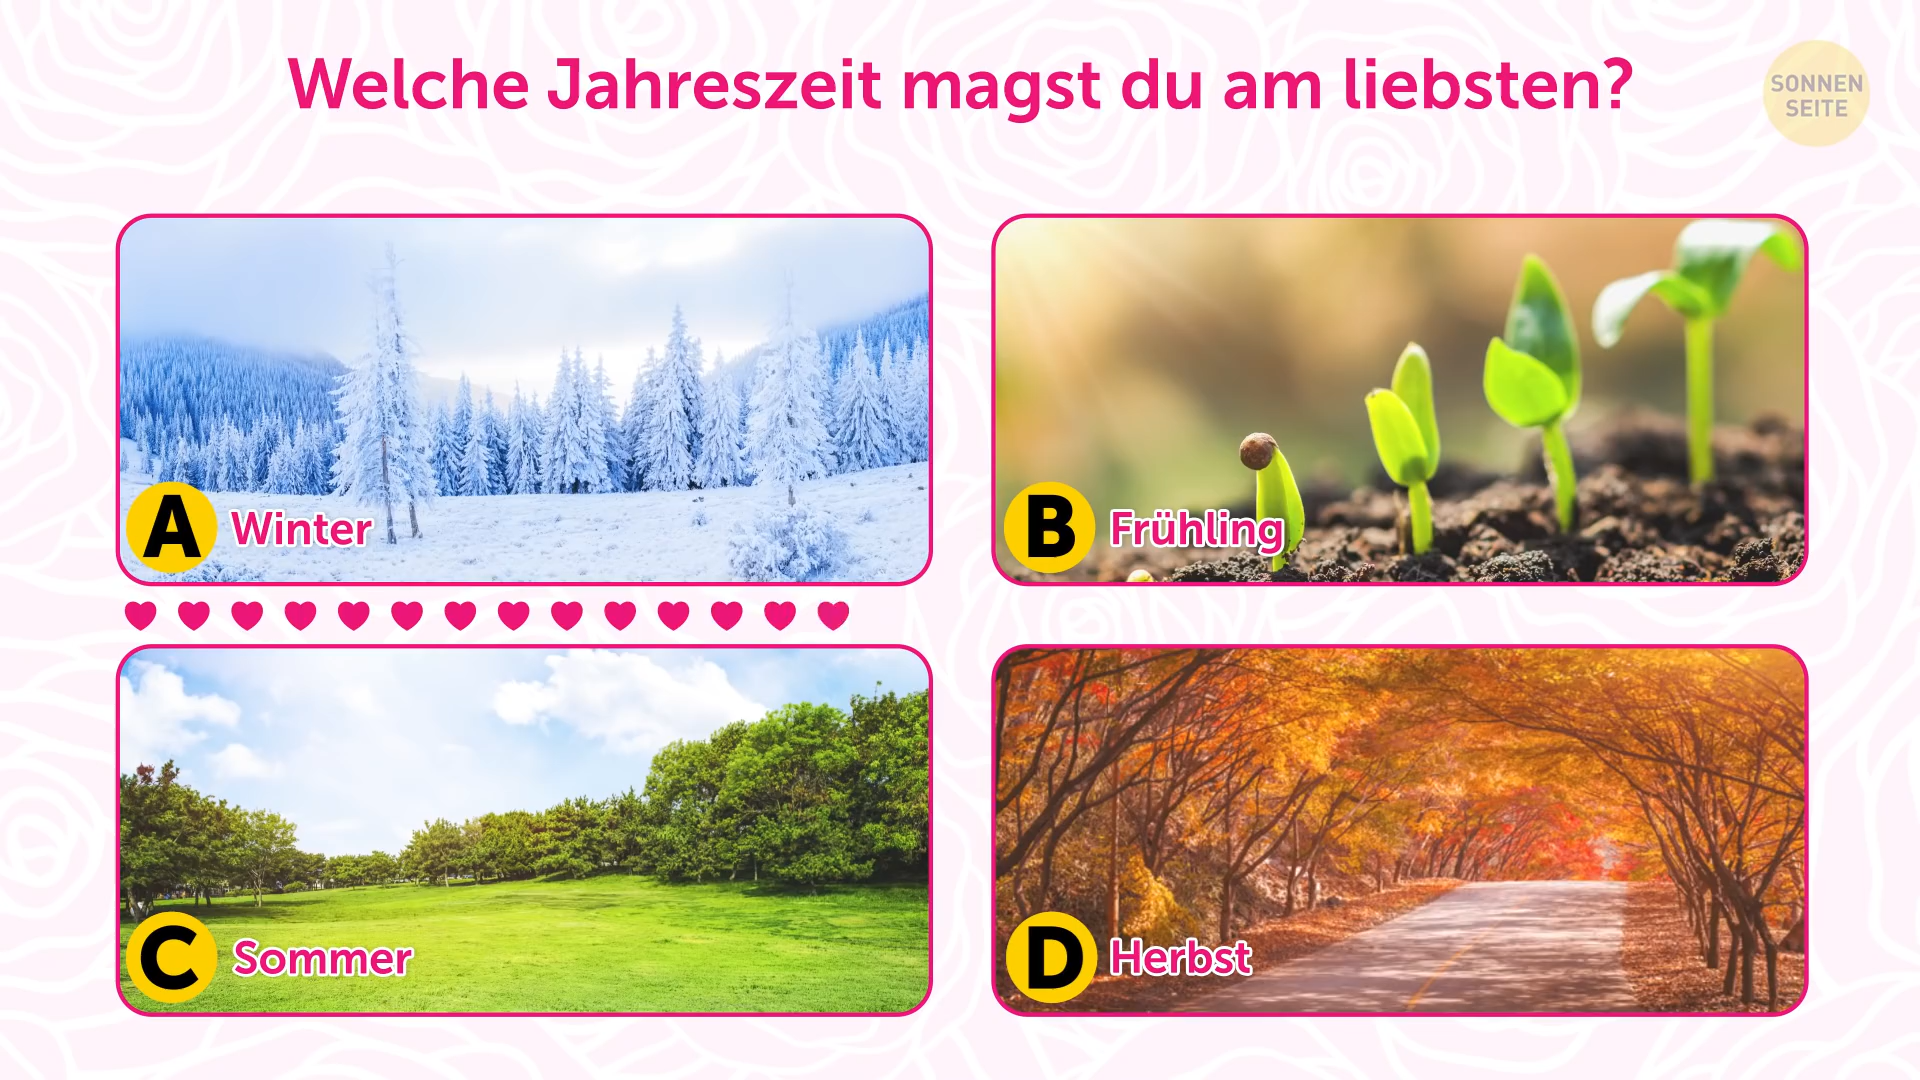 Welche Jahreszeit magst du am liebsten?
SONNEN
SEITE
A Winter
B Frühling
C Sommer
D Herbst